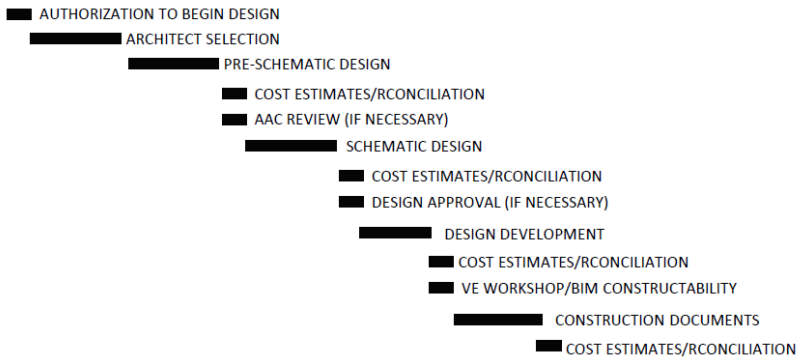 AUTHORIZATION TO BEGIN DESIGN
ARCHITECT SELECTION
PRE-SCHEMATIC DESIGN
COST ESTIMATES/RCONCILIATION
AAC REVIEW (IF NECESSARY)
SCHEMATIC DESIGN
COST ESTIMATES/RCONCILIATION
DESIGN APPROVAL (IF NECESSARY)
DESIGN DEVELOPMENT
COST ESTIMATES/RCONCILIATION
VE WORKSHOP/BIM CONSTRUCTABILITY
CONSTRUCTION DOCUMENTS
COST ESTIMATES/RCONCILIATION